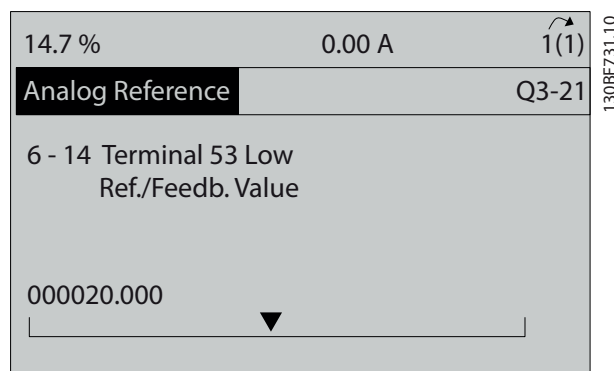 14.7 % 0.00 A 1(1)
Analog Reference Q3-21
6 - 14 Terminal 53 Low
Ref./Feedb. Value
000020.000
130BF731.10